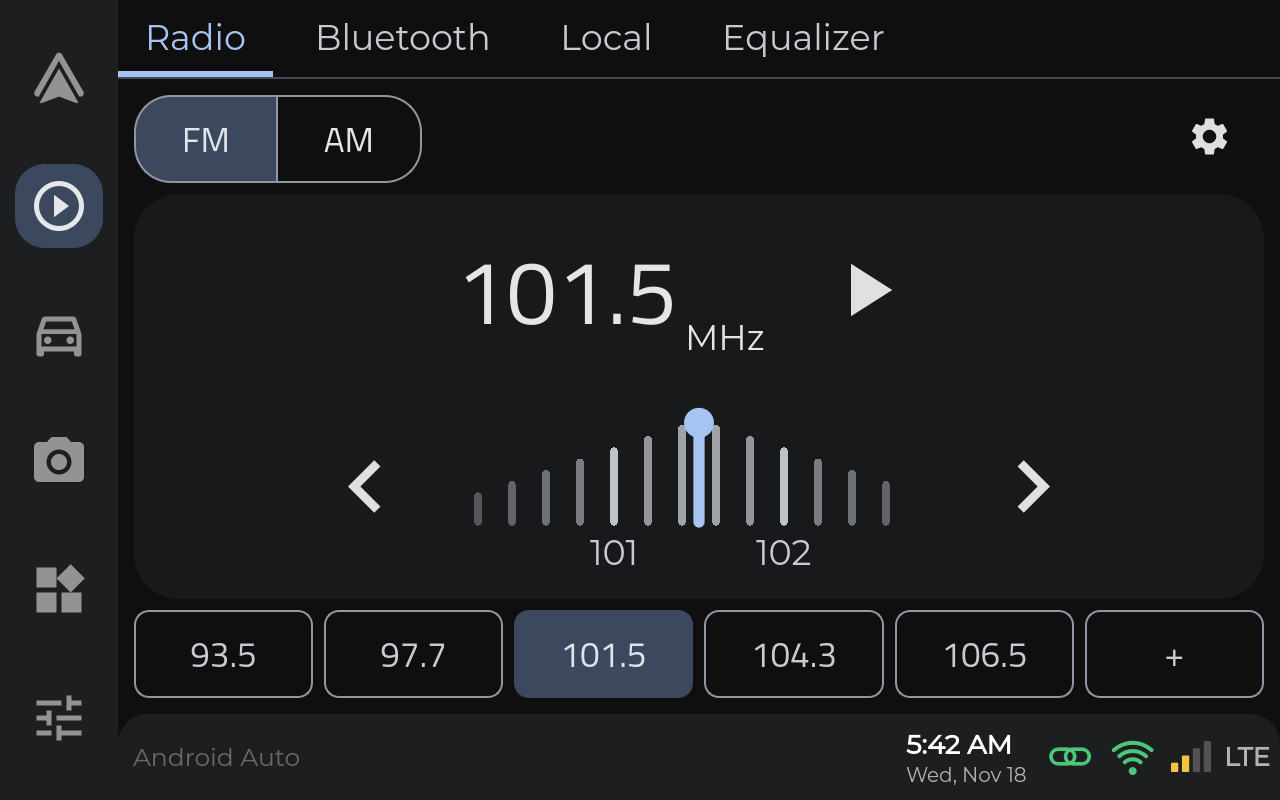 Radio Bluetooth Local Equalizer
FM AM
101.5 MHz
101 102
93.5 97.7 101.5 104.3 106.5 +
Android Auto
5:42 AM
Wed, Nov 18
LTE